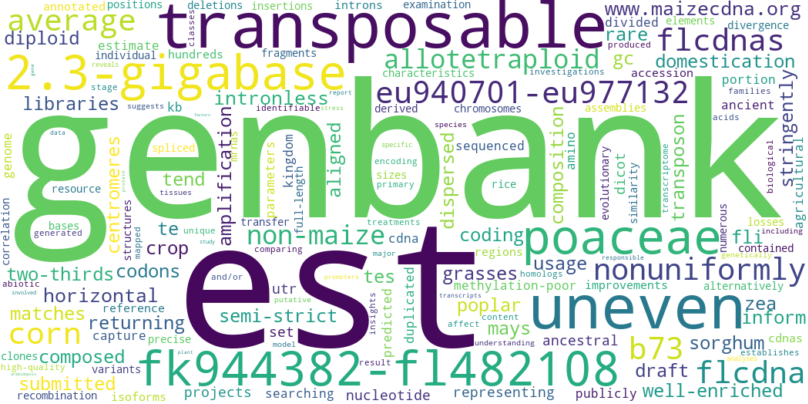 annotated positions deletions insertions introns examination www.maizecdna.org
average transposable divided elements
diploid estimate individual hundreds classes fragments rare divergence flcdnas
produced
2.3-gigabase allotetraploid gc domestication
reveals stage suggests kb identifiable characteristics investigations accession portion
libraries intronless eu940701-eu977132 families ancient
derived chromosomes assemblies
genbank
genome centromeres spliced structures amplification parameters kingdom full-length aligned
data tissues encoding sizes primary specific species rice
dispersed sequenced composition amino evolutionary dicot similarity transcriptome transposon acids numerous biological stringently agricultural
correlation resource tend transfer treatments
bases unique generated mapped study comparing major
te crop non-maize cdna coding poaceae fli losses including contained genetically
two-thirds codons and/or utr putative tes regions grasses usage nonuniformly
responsible
est
horizontal abiotic reference semi-strict insights predicted duplicated methylation-poor improvements alternatively
homologs poplar uneven zea inform
matches returning promoters transcripts affect content mays
corn capture precise set model understanding ancestral b73 sorghum cdnas
clones composed result draft flcdna establishes
high-quality variants plant
submitted fk944382-fl482108
recombination isoforms projects searching nucleotide representing publicly well-enriched